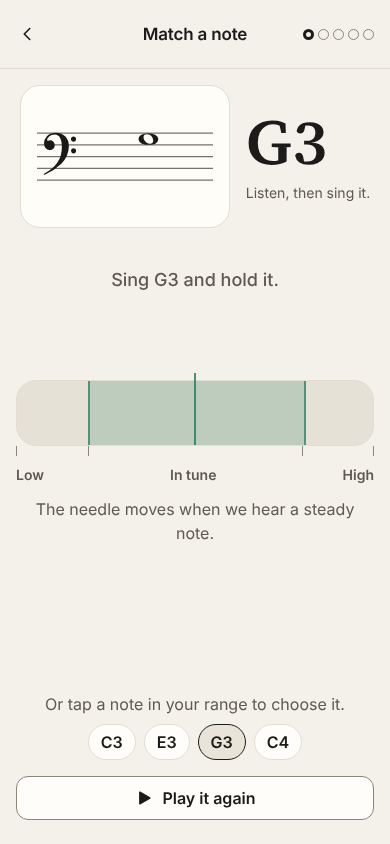 Match a note
G3
Listen, then sing it.
Sing G3 and hold it.
Low In tune High
The needle moves when we hear a steady
note.
Or tap a note in your range to choose it.
C3 E3 G3 C4
Play it again